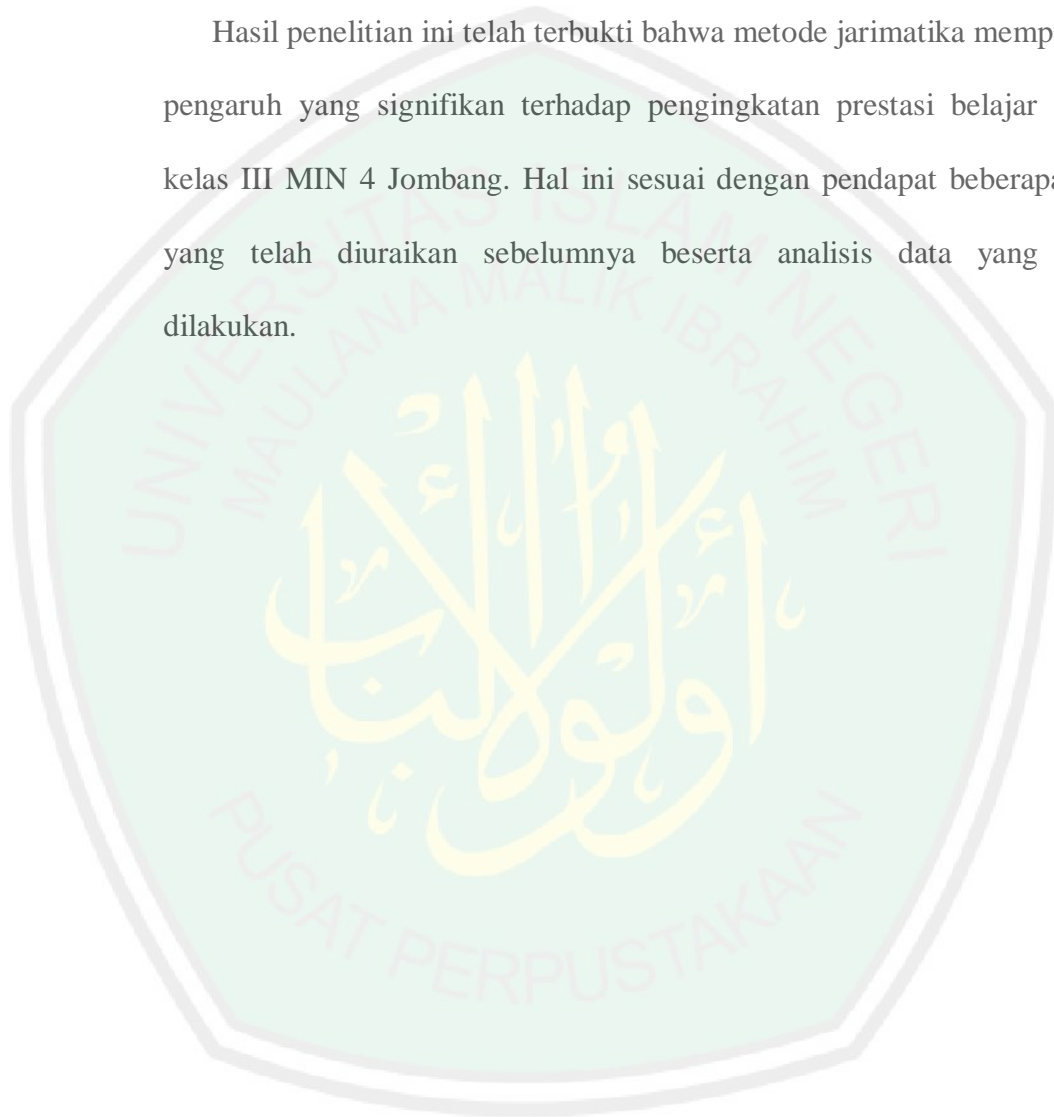 Hasil penelitian ini telah terbukti bahwa metode jarimatika memp
pengaruh yang signifikan terhadap pengingkatan prestasi belajar
kelas III MIN 4 Jombang. Hal ini sesuai dengan pendapat beberapa
yang telah diuraikan sebelumnya beserta analisis data yang
dilakukan.
UNIVERSITAS ISLAM NEGERI
MAULANA MALIK IBRAHIM
أولوا الألباب
PUSAT PERPUSTAKAAN